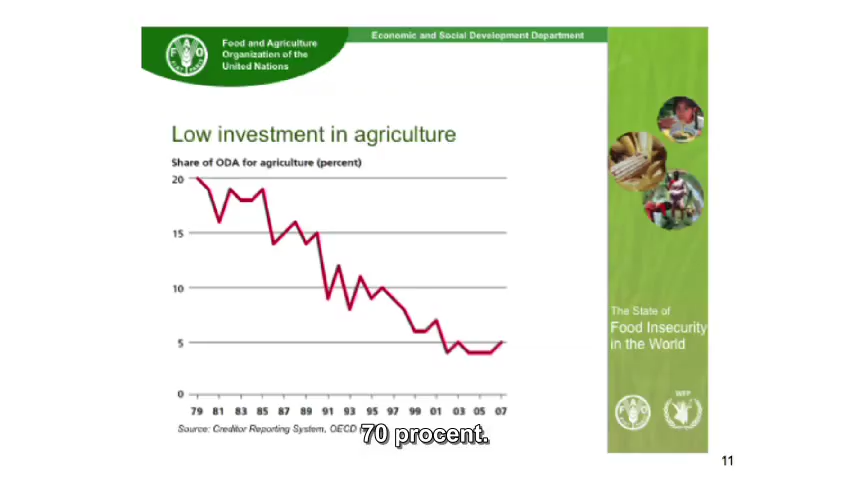 Economic and Social Development Department
Food and Agriculture
Organization of the
United Nations
Low investment in agriculture
Share of ODA for agriculture (percent)
20
15
10
5
0
79 81 83 85 87 89 91 93 95 97 99 01 03 05 07
Source: Creditor Reporting System, OECD
70 procent.
The State of
Food Insecurity
in the World
WFP
11